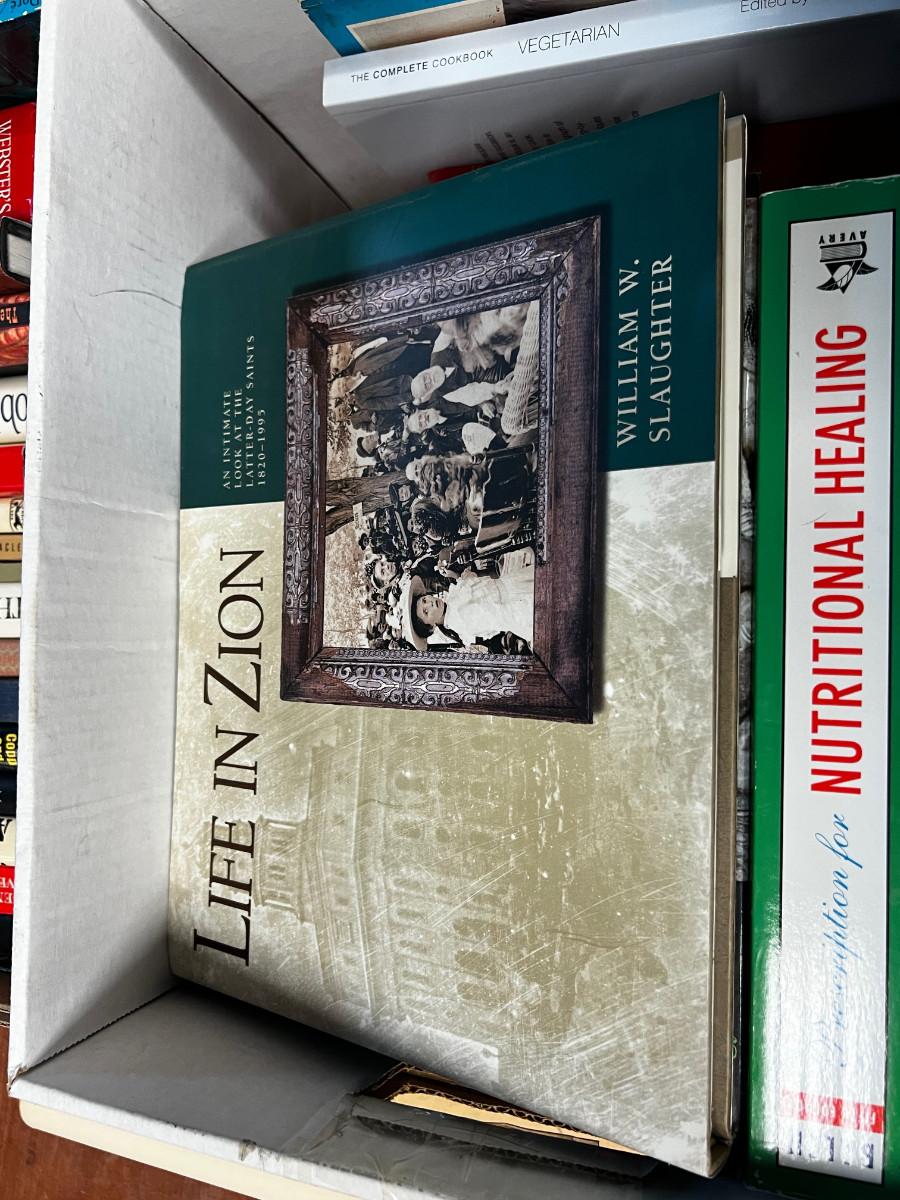 LIFE IN ZION
AN INTIMATE
LOOK AT THE
LATTER-DAY SAINTS
1820–1995
WILLIAM W.
SLAUGHTER
THE COMPLETE COOKBOOK VEGETARIAN
Edited by
Prescription for NUTRITIONAL HEALING
AVERY
WEBSTER'S
The